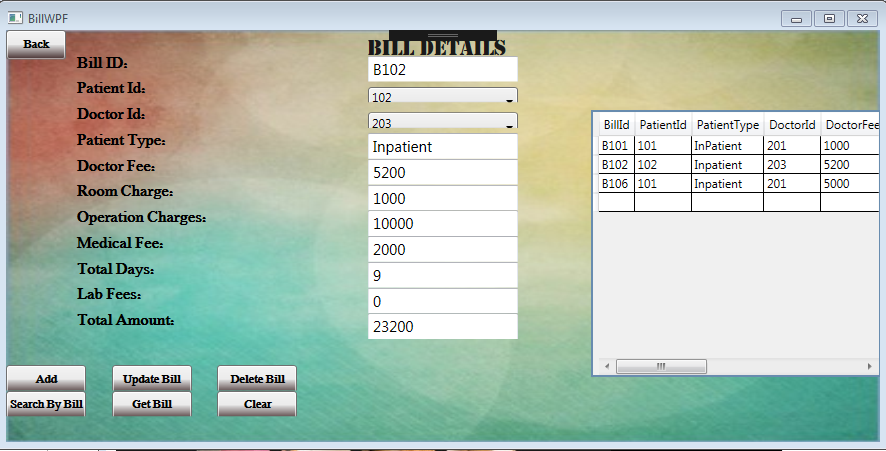 BillWPF
Back
BILL DETAILS
Bill ID: B102
Patient Id: 102
Doctor Id: 203
Patient Type: Inpatient
Doctor Fee: 5200
Room Charge: 1000
Operation Charges: 10000
Medical Fee: 2000
Total Days: 9
Lab Fees: 0
Total Amount: 23200
BillId PatientId PatientType DoctorId DoctorFee
B101 101 InPatient 201 1000
B102 102 Inpatient 203 5200
B106 101 Inpatient 201 5000
Add Update Bill Delete Bill
Search By Bill Get Bill Clear